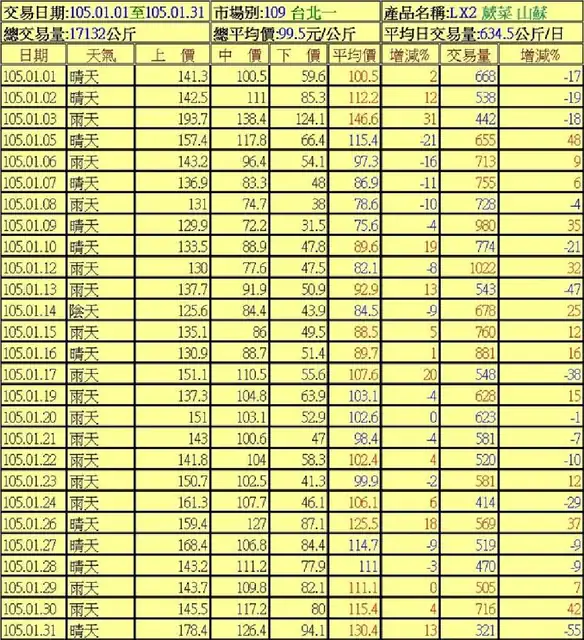 交易日期:105.01.01至105.01.31 市場別:109 台北一 產品名稱:LX2 蕨菜 山蘇
總交易量:17132公斤 總平均價:99.5元/公斤 平均日交易量:634.5公斤/日
日期 天氣 上價 中價 下價 平均價 增減% 交易量 增減%
105.01.01 晴天 141.3 100.5 59.6 100.5 2 668 -17
105.01.02 晴天 142.5 111 85.3 112.2 12 538 -19
105.01.03 雨天 193.7 138.4 124.1 146.6 31 442 -18
105.01.05 晴天 157.4 117.8 66.4 115.4 -21 655 48
105.01.06 雨天 143.2 96.4 54.1 97.3 -16 713 9
105.01.07 晴天 136.9 83.3 48 86.9 -11 755 6
105.01.08 雨天 131 74.7 38 78.6 -10 728 -4
105.01.09 晴天 129.9 72.2 31.5 75.6 -4 980 35
105.01.10 晴天 133.5 88.9 47.8 89.6 19 774 -21
105.01.12 雨天 130 77.6 47.5 82.1 -8 1022 32
105.01.13 雨天 137.7 91.9 50.9 92.9 13 543 -47
105.01.14 陰天 125.6 84.4 43.9 84.5 -9 678 25
105.01.15 雨天 135.1 86 49.5 88.5 5 760 12
105.01.16 晴天 130.9 88.7 51.4 89.7 1 881 16
105.01.17 雨天 151.1 110.5 55.6 107.6 20 548 -38
105.01.19 雨天 137.3 104.8 63.9 103.1 -4 628 15
105.01.20 雨天 151 103.1 52.9 102.6 0 623 -1
105.01.21 雨天 143 100.6 47 98.4 -4 581 -7
105.01.22 雨天 141.8 104 58.3 102.4 4 520 -10
105.01.23 雨天 150.7 102.5 41.3 99.9 -2 581 12
105.01.24 雨天 161.3 107.7 46.1 106.1 6 414 -29
105.01.26 晴天 159.4 127 87.1 125.5 18 569 37
105.01.27 晴天 168.4 106.8 84.4 114.7 -9 519 -9
105.01.28 晴天 143.2 111.2 77.9 111 -3 470 -9
105.01.29 雨天 143.7 109.8 82.1 111.1 0 505 7
105.01.30 雨天 145.5 117.2 80 115.4 4 716 42
105.01.31 晴天 178.4 126.4 94.1 130.4 13 321 -55